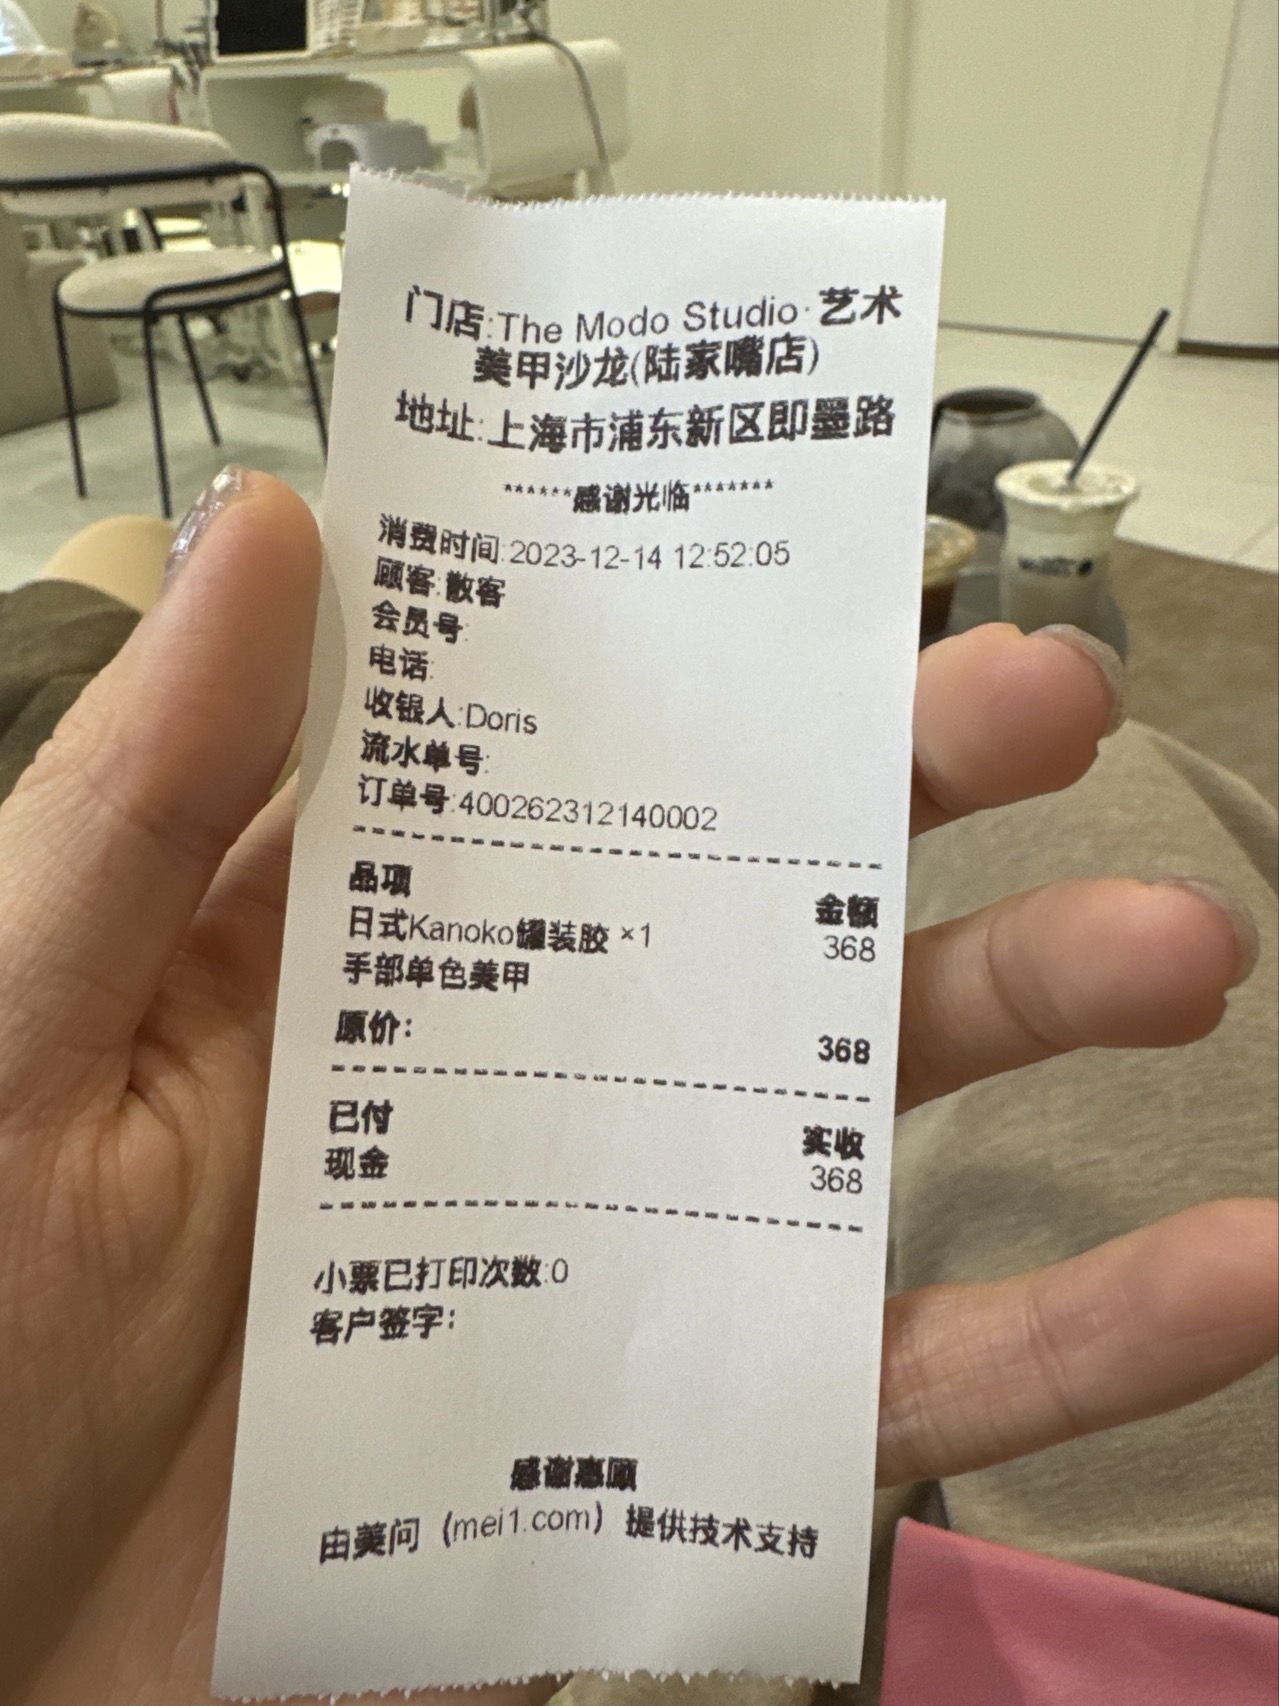 门店:The Modo Studio·艺术
美甲沙龙(陆家嘴店)
地址:上海市浦东新区即墨路
******感谢光临*******
消费时间:2023-12-14 12:52:05
顾客:散客
会员号:
电话:
收银人:Doris
流水单号:
订单号:400262312140002
品项 金额
日式Kanoko罐装胶 ×1 368
手部单色美甲
原价: 368
已付 实收
现金 368
小票已打印次数:0
客户签字:
感谢惠顾
由美问（mei1.com）提供技术支持